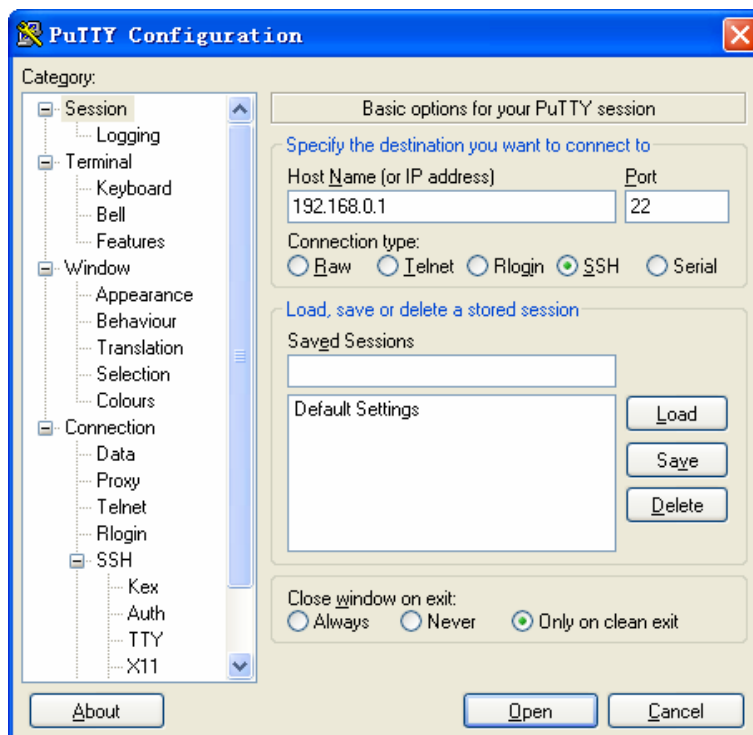 PuTTY Configuration
Category:
Session
Logging
Terminal
Keyboard
Bell
Features
Window
Appearance
Behaviour
Translation
Selection
Colours
Connection
Data
Proxy
Telnet
Rlogin
SSH
Kex
Auth
TTY
X11
Basic options for your PuTTY session
Specify the destination you want to connect to
Host Name (or IP address) Port
192.168.0.1 22
Connection type:
Raw Telnet Rlogin SSH Serial
Load, save or delete a stored session
Saved Sessions
Default Settings
Load
Save
Delete
Close window on exit:
Always Never Only on clean exit
About Open Cancel